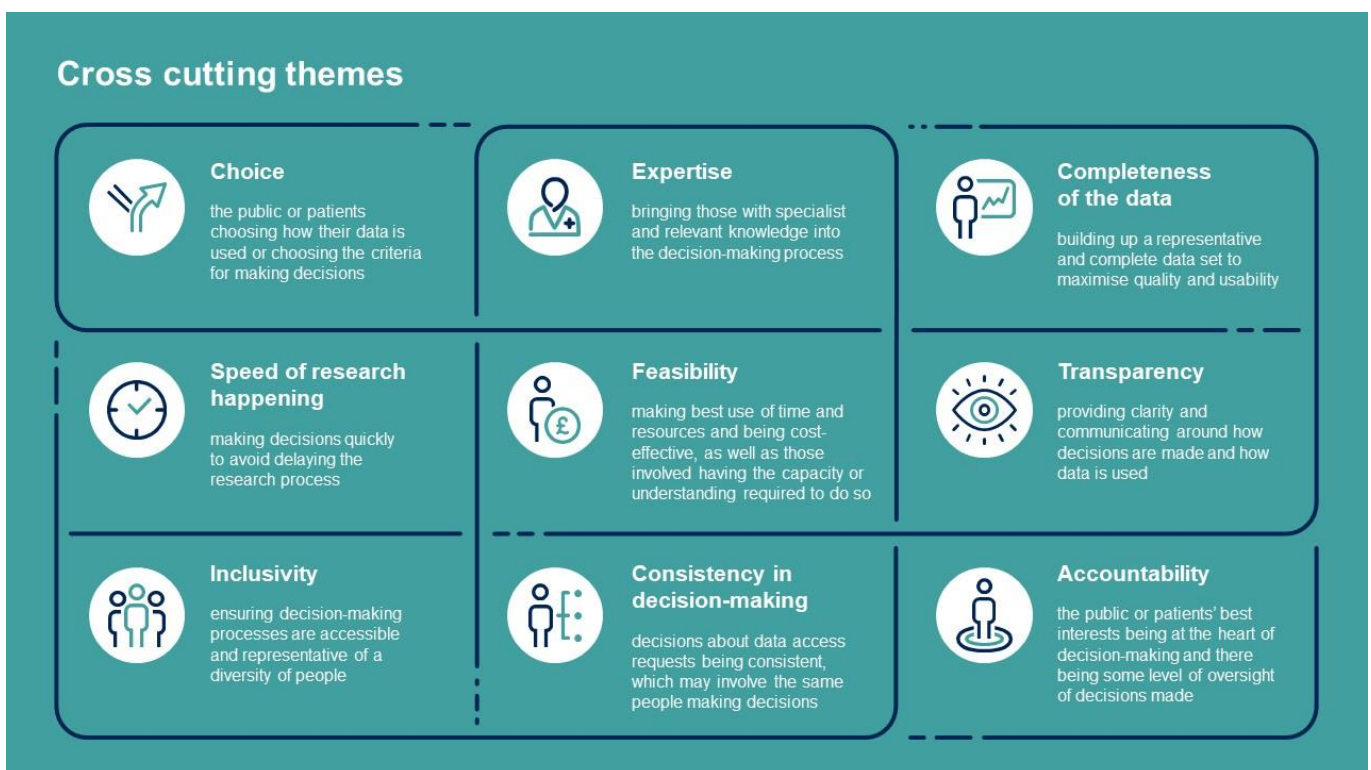 Cross cutting themes
Choice
the public or patients
choosing how their data is
used or choosing the criteria
for making decisions
Expertise
bringing those with specialist
and relevant knowledge into
the decision-making process
Completeness
of the data
building up a representative
and complete data set to
maximise quality and usability
Speed of research
happening
making decisions quickly
to avoid delaying the
research process
Feasibility
making best use of time and
resources and being cost-
effective, as well as those
involved having the capacity or
understanding required to do so
£
Transparency
providing clarity and
communicating around how
decisions are made and how
data is used
Inclusivity
ensuring decision-making
processes are accessible
and representative of a
diversity of people
Consistency in
decision-making
decisions about data access
requests being consistent,
which may involve the same
people making decisions
Accountability
the public or patients' best
interests being at the heart of
decision-making and there
being some level of oversight
of decisions made